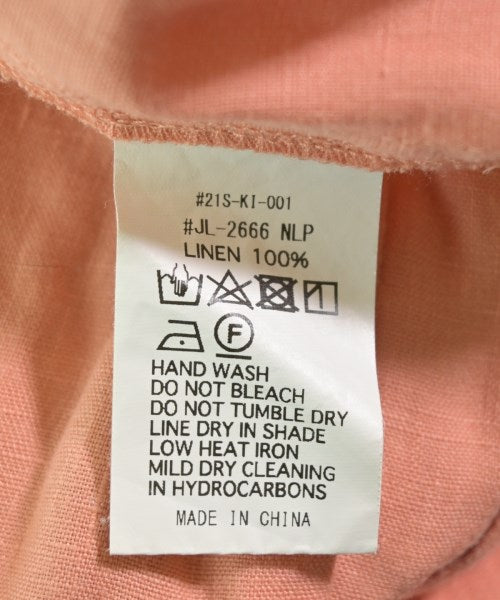 #21S-KI-001
#JL-2666 NLP
LINEN 100%
F
HAND WASH
DO NOT BLEACH
DO NOT TUMBLE DRY
LINE DRY IN SHADE
LOW HEAT IRON
MILD DRY CLEANING
IN HYDROCARBONS
MADE IN CHINA